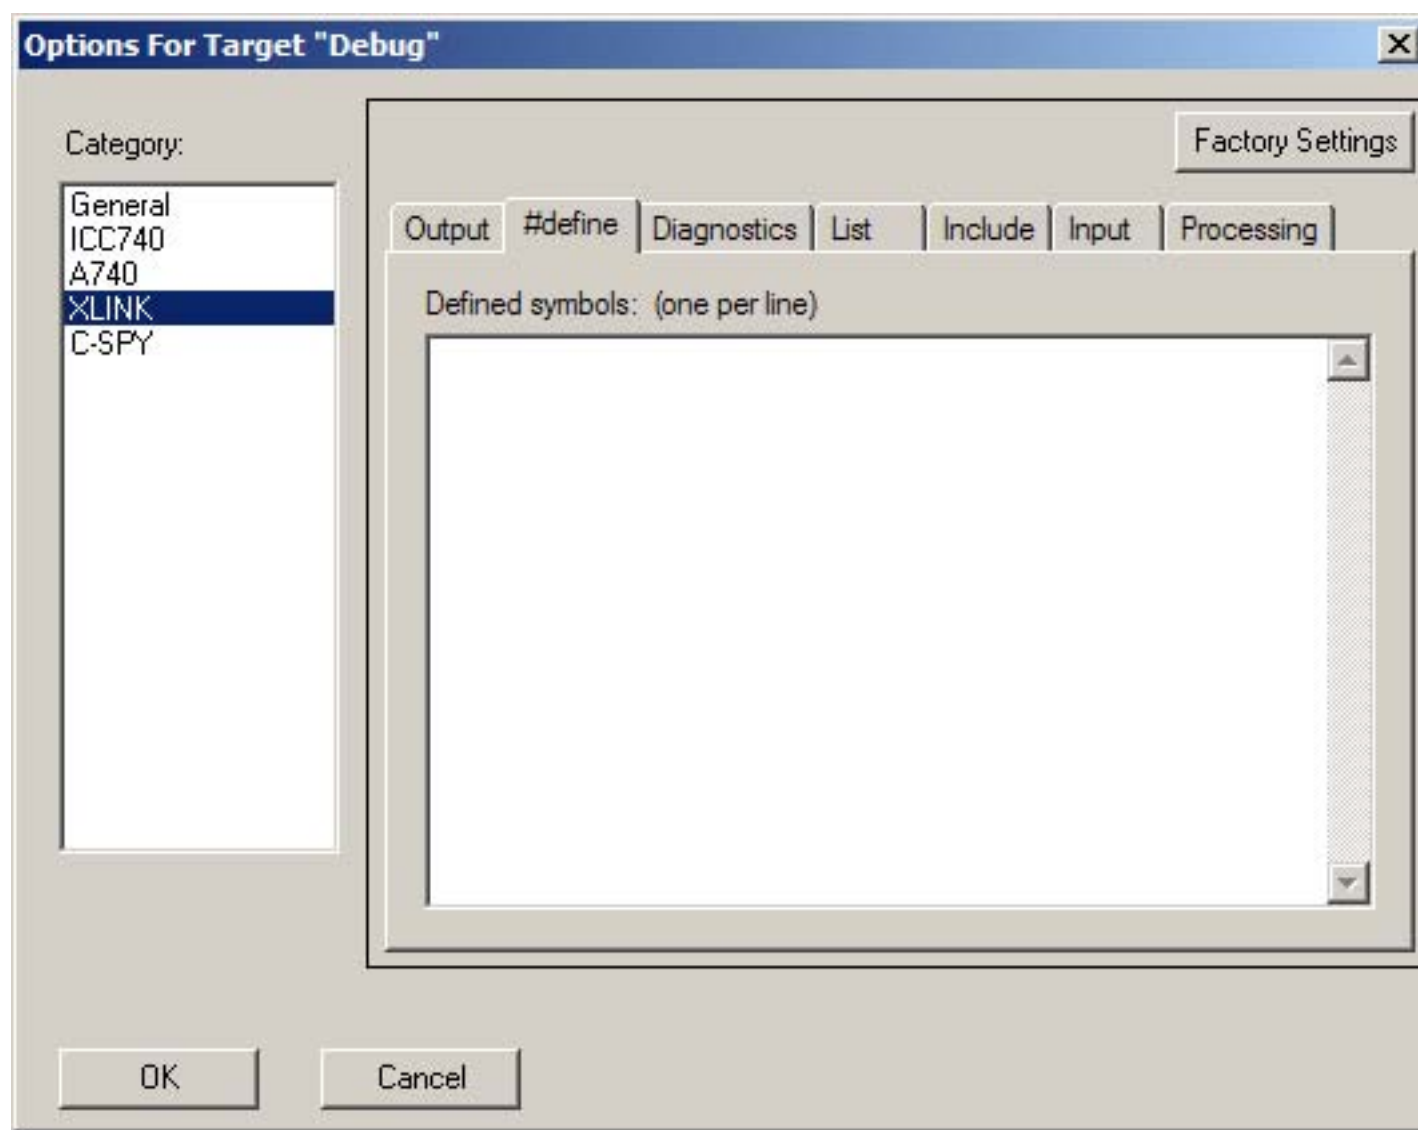 Options For Target "Debug"
Category:
Factory Settings
General
ICC740
A740
XLINK
C-SPY
Output #define Diagnostics List Include Input Processing
Defined symbols: (one per line)
OK Cancel